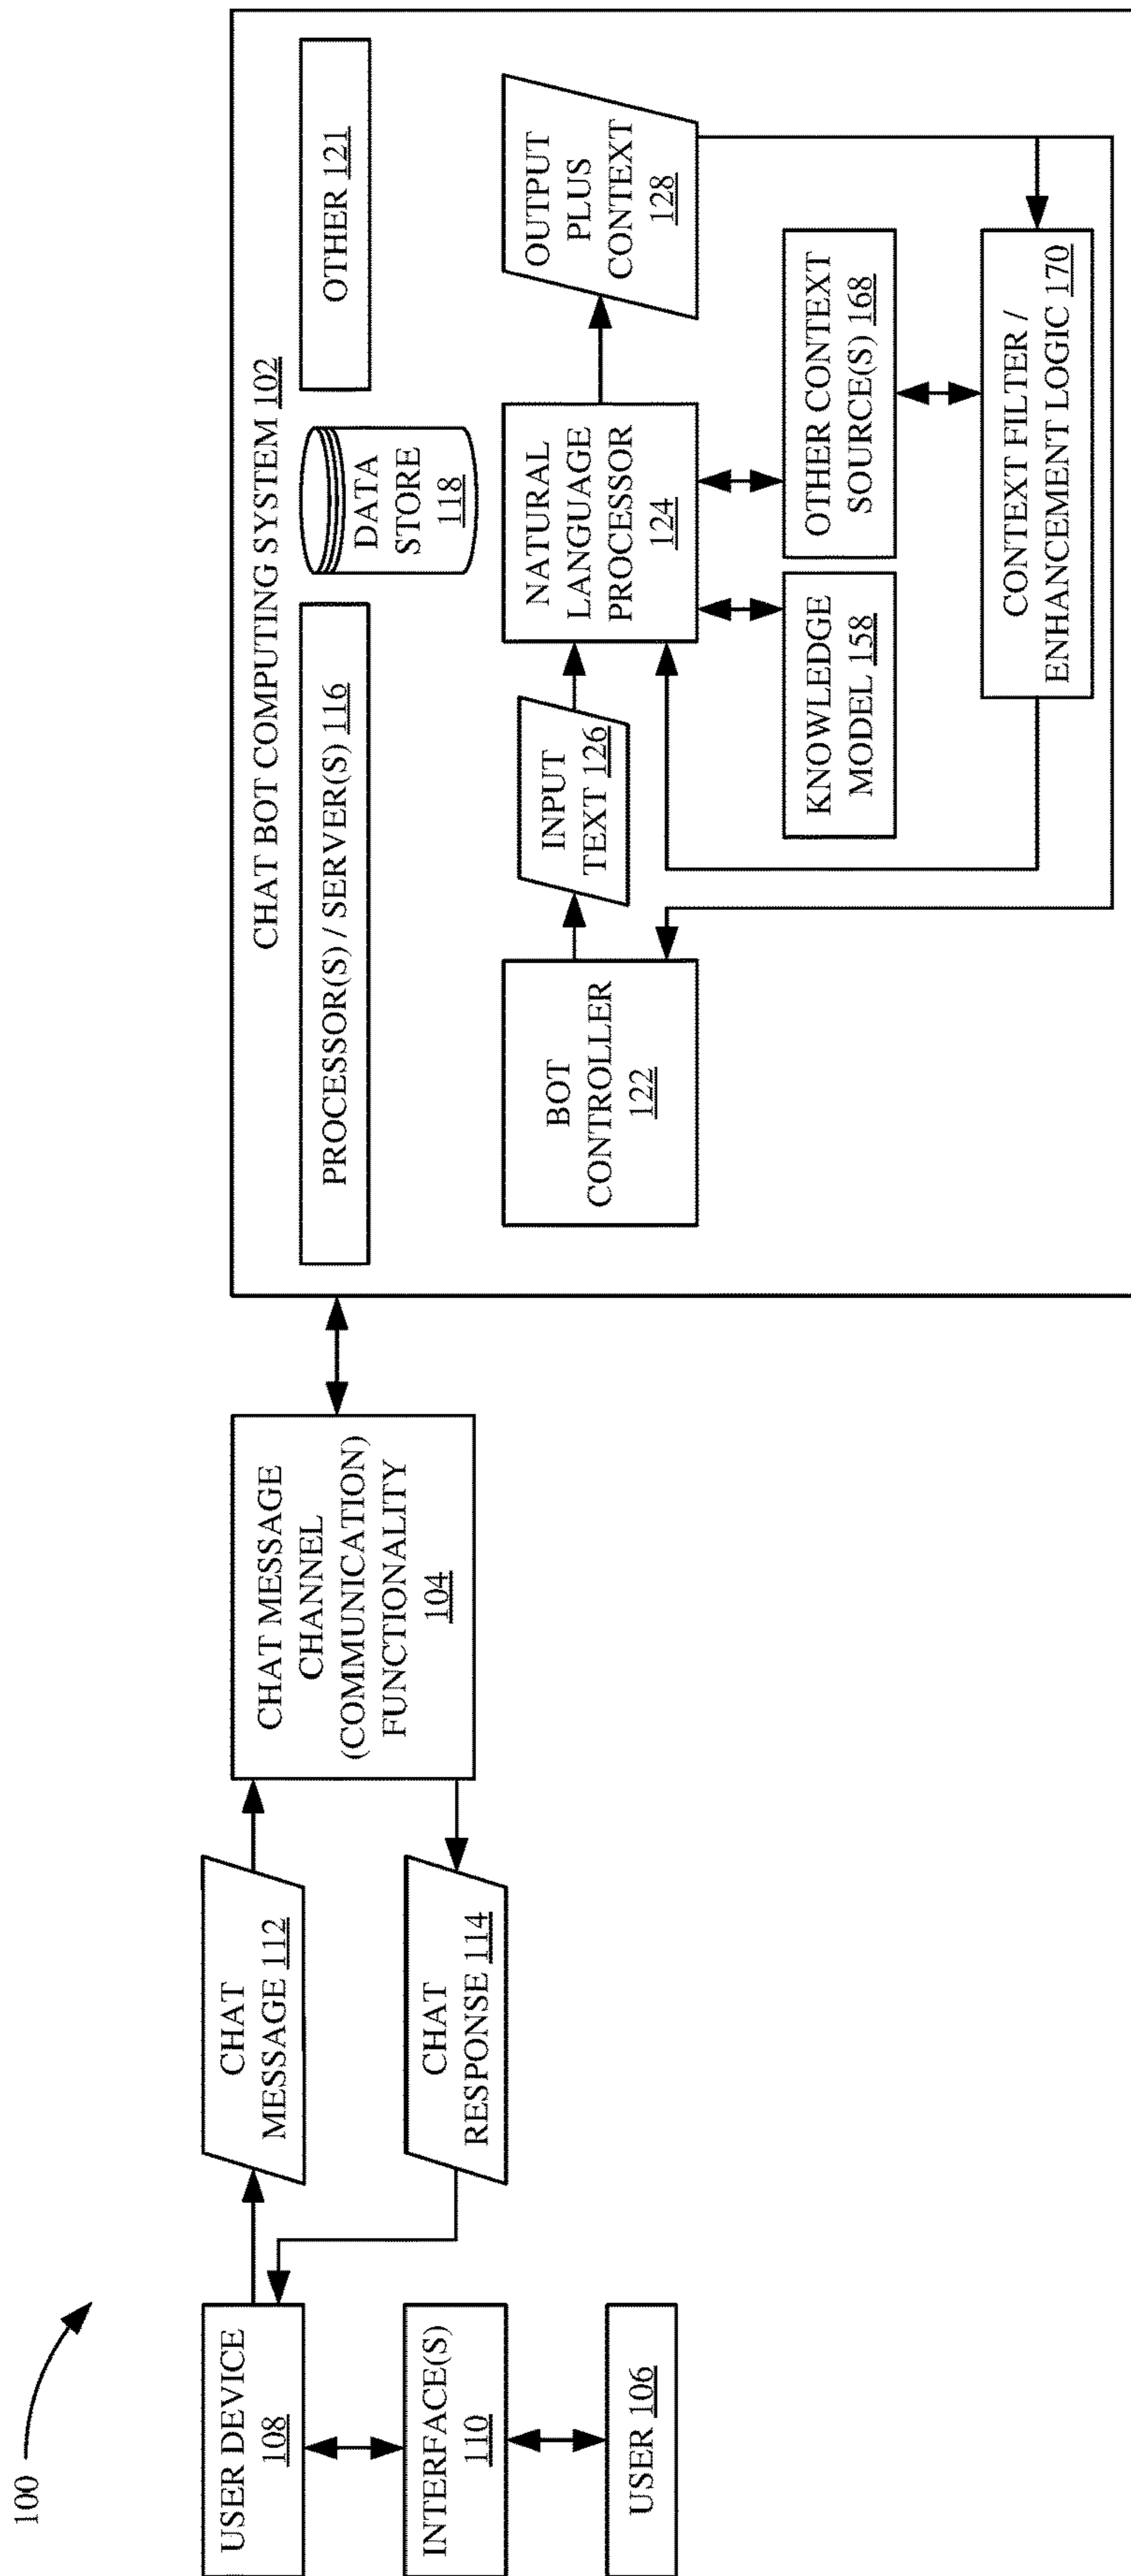 100
USER DEVICE
108
INTERFACE(S)
110
USER 106
CHAT
MESSAGE 112
CHAT
RESPONSE 114
CHAT MESSAGE
CHANNEL
(COMMUNICATION)
FUNCTIONALITY
104
CHAT BOT COMPUTING SYSTEM 102
PROCESSOR(S) / SERVER(S) 116
DATA
STORE
118
OTHER 121
BOT
CONTROLLER
122
INPUT
TEXT 126
NATURAL
LANGUAGE
PROCESSOR
124
OUTPUT
PLUS
CONTEXT
128
KNOWLEDGE
MODEL 158
OTHER CONTEXT
SOURCE(S) 168
CONTEXT FILTER /
ENHANCEMENT LOGIC 170